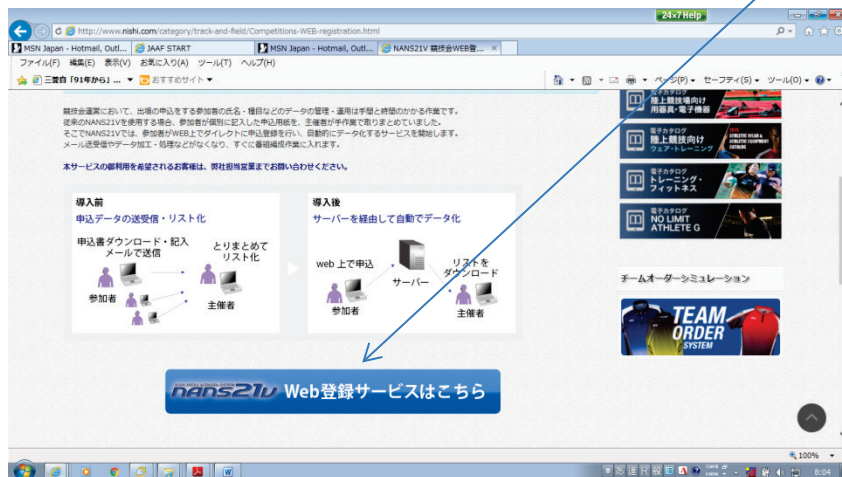 24×7 Help
http://www.nishi.com/category/track-and-field/Competitions-WEB-registration.html
MSN Japan - Hotmail, Outl...
JAAF START
MSN Japan - Hotmail, Outl...
NANS21V 競技会WEB登...
ファイル(F) 編集(E) 表示(V) お気に入り(A) ツール(T) ヘルプ(H)
おすすめサイト
ページ(P) セーフティ(S) ツール(O)
競技会運営において、出場の申込をする参加者の氏名・種目などのデータの管理・運用は手間と時間のかかる作業です。
従来のNANS21Vを使用する場合、参加者が個別に記入した申込用紙を、主催者が手作業で取りまとめていました。
そこでNANS21Vでは、参加者がWEB上でダイレクトに申込登録を行い、自動的にデータ化するサービスを開始します。
メール送受信やデータ加工・処理などがなくなり、すぐに番組編成作業に入れます。
本サービスの御利用を希望されるお客様は、弊社担当営業までお問い合わせください。
導入前
申込データの送受信・リスト化
申込書ダウンロード・記入
メールで送信
とりまとめて
リスト化
参加者
主催者
導入後
サーバーを経由して自動でデータ化
web 上で申込
サーバー
リストを
ダウンロード
参加者
主催者
nans21v Web登録サービスはこちら
電子カタログ
陸上競技場向け
用器具・電子機器
電子カタログ
陸上競技向け
ウェア・トレーニング
ATHLETIC WEAR &
ATHLETIC EQUIPMENT
CATALOG
電子カタログ
トレーニング・
フィットネス
電子カタログ
NO LIMIT
ATHLETE G
チームオーダーシミュレーション
TEAM
ORDER
SYSTEM
100%
8:04